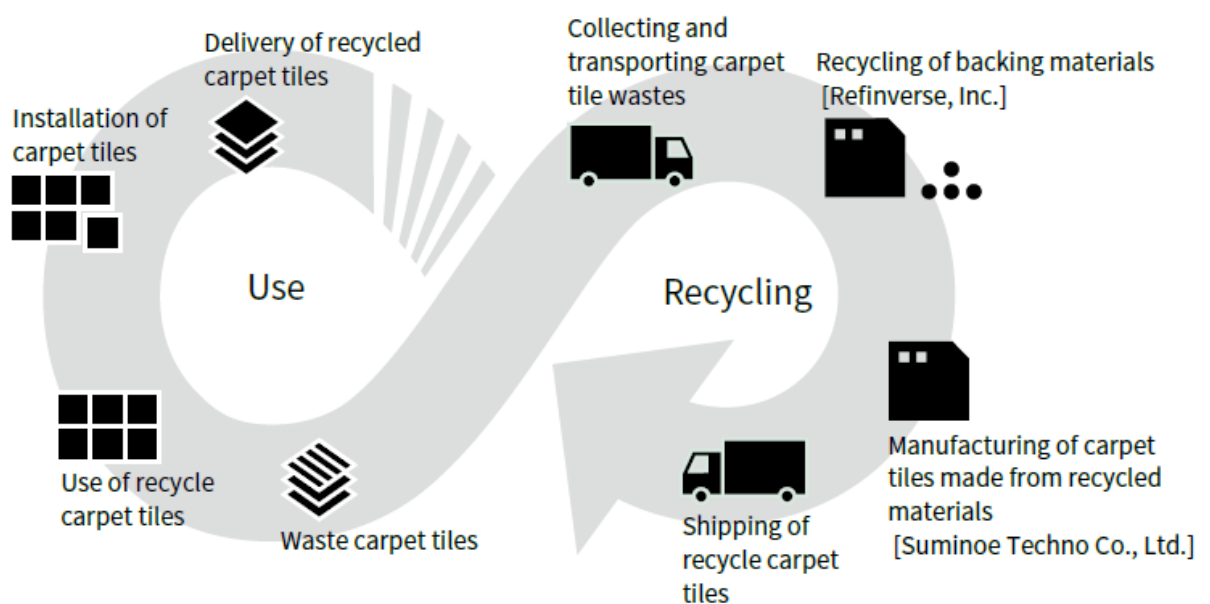 Delivery of recycled
carpet tiles
Installation of
carpet tiles
Use
Use of recycle
carpet tiles
Waste carpet tiles
Collecting and
transporting carpet
tile wastes
Recycling of backing materials
[Refinverse, Inc.]
Recycling
Manufacturing of carpet
tiles made from recycled
materials
[Suminoe Techno Co., Ltd.]
Shipping of
recycle carpet
tiles